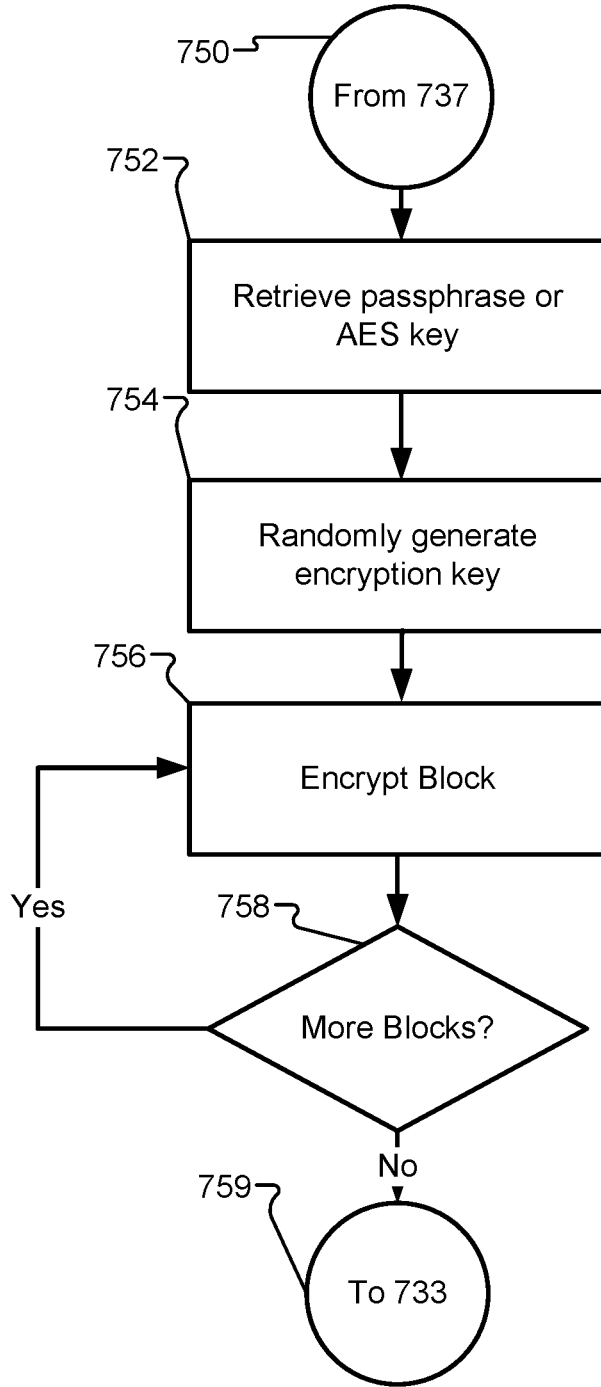 750
From 737
752
Retrieve passphrase or
AES key
754
Randomly generate
encryption key
756
Encrypt Block
Yes
758
More Blocks?
No
759
To 733